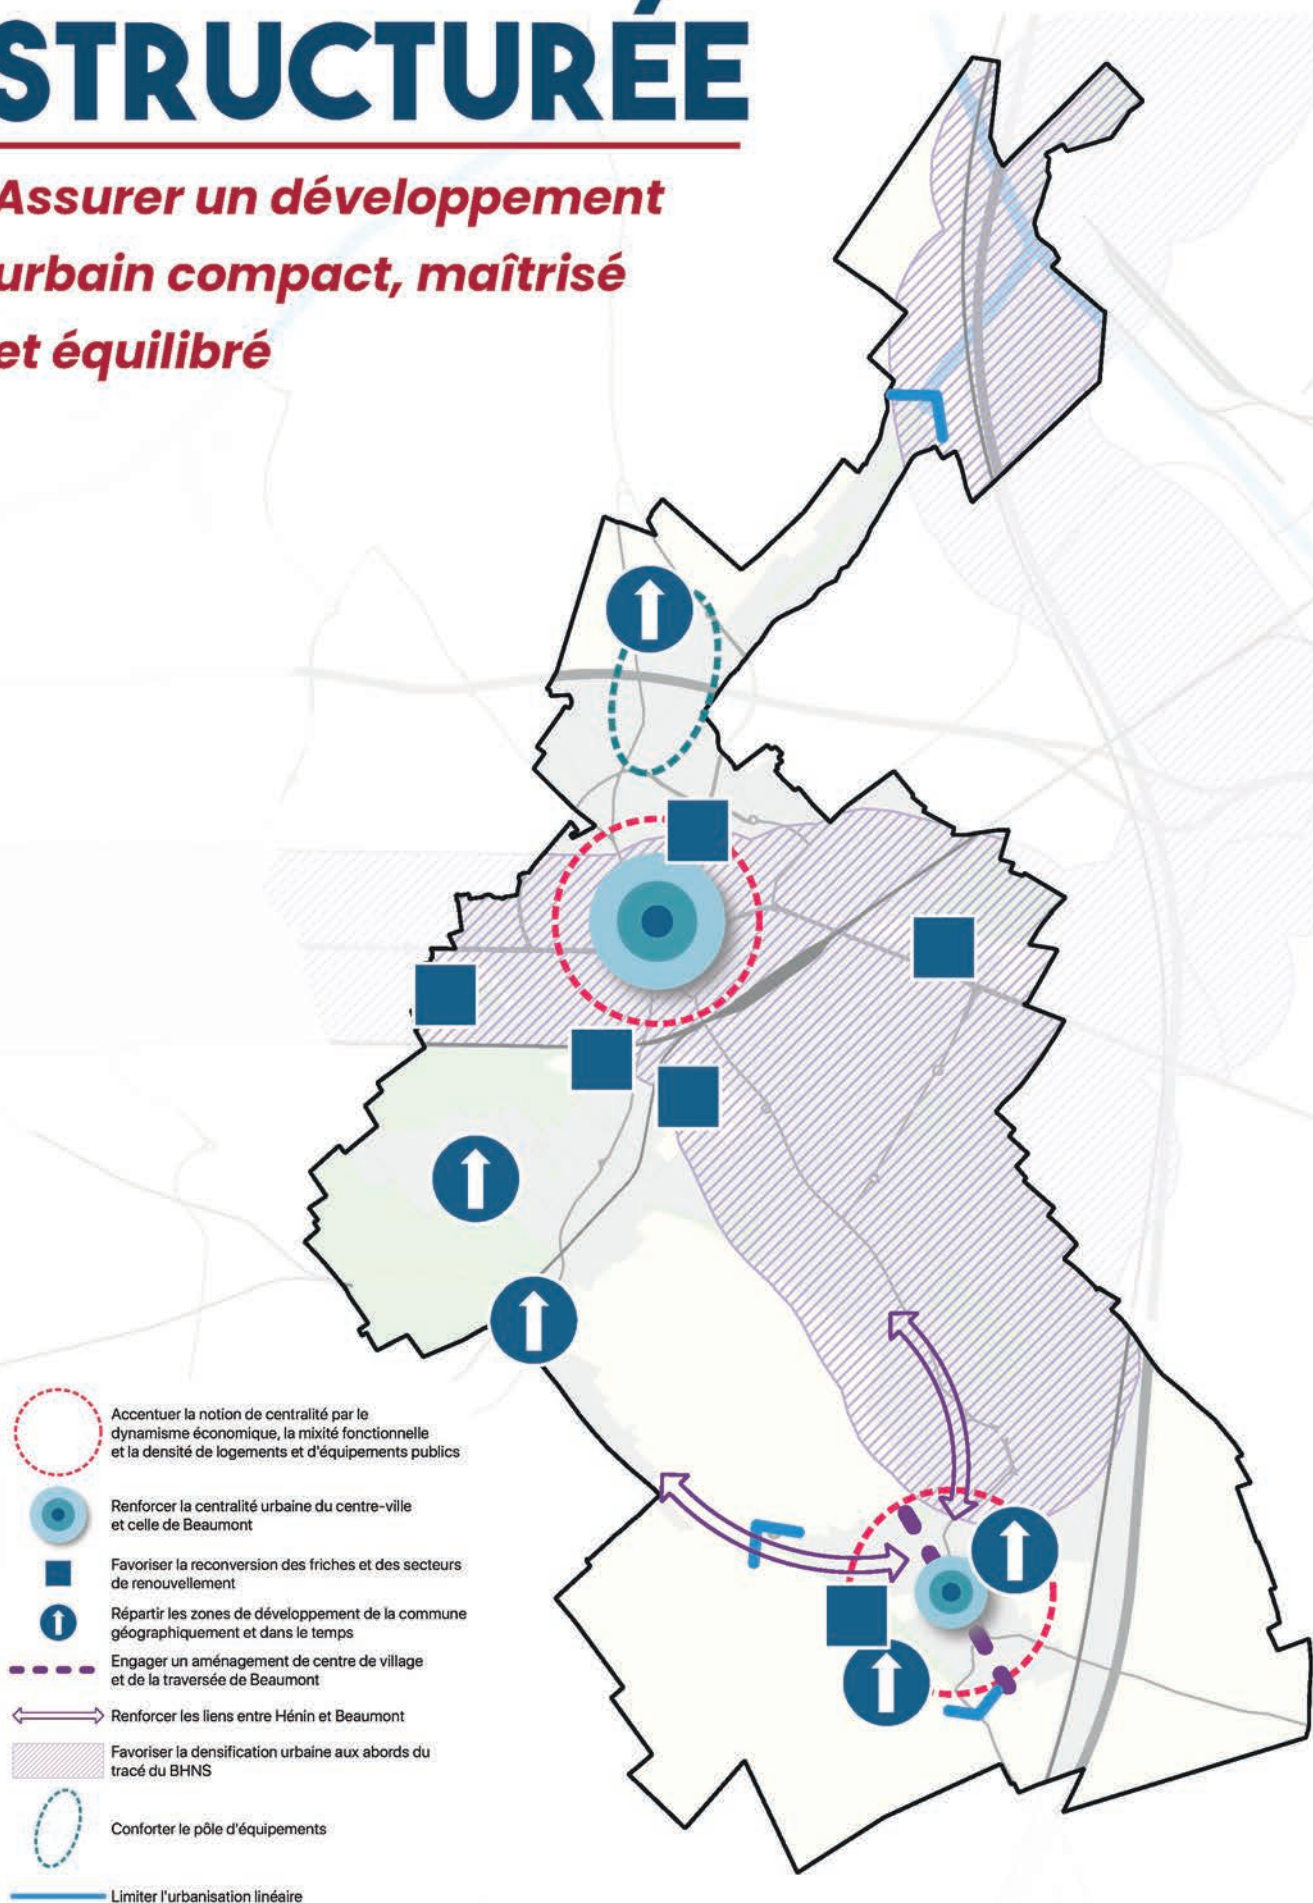 STRUCTURÉE
Assurer un développement
urbain compact, maîtrisé
et équilibré
Accentuer la notion de centralité par le
dynamisme économique, la mixité fonctionnelle
et la densité de logements et d'équipements publics
Renforcer la centralité urbaine du centre-ville
et celle de Beaumont
Favoriser la reconversion des friches et des secteurs
de renouvellement
Répartir les zones de développement de la commune
géographiquement et dans le temps
Engager un aménagement de centre de village
et de la traversée de Beaumont
Renforcer les liens entre Hénin et Beaumont
Favoriser la densification urbaine aux abords du
tracé du BHNS
Conforter le pôle d'équipements
Limiter l'urbanisation linéaire